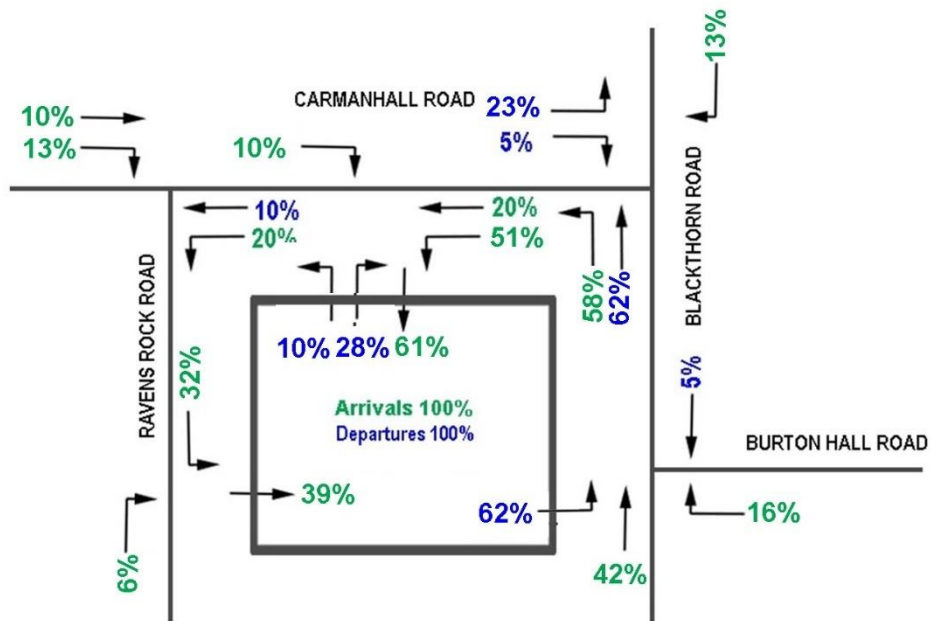 13%
CARMANHALL ROAD
23%
10%
5%
13%
10%
10%
20%
20%
51%
BLACKTHORN ROAD
58%
62%
RAVENS ROCK ROAD
10% 28% 61%
32%
5%
Arrivals 100%
Departures 100%
BURTON HALL ROAD
39%
62%
16%
6%
42%